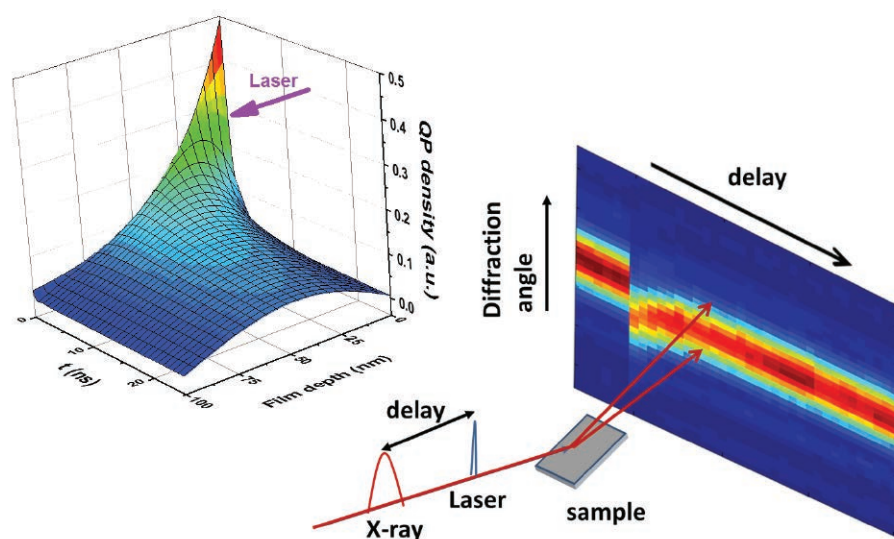 Laser
0.5
0.4
0.3
0.2
0.1
0.0
QP density (a.u.)
0
10
20
t (ns)
100
75
50
25
0
Film depth (nm)
delay
Diffraction
angle
delay
Laser
X-ray
sample